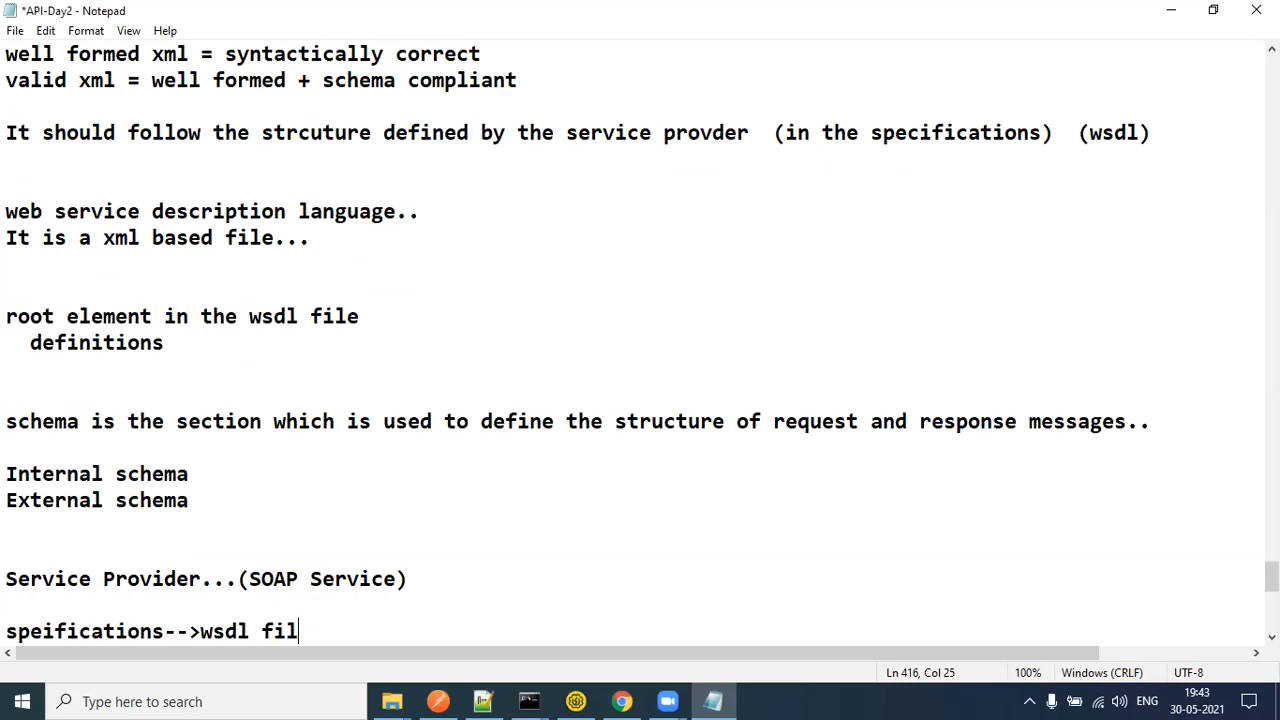 *API-Day2 - Notepad
File Edit Format View Help
well formed xml = syntactically correct
valid xml = well formed + schema compliant
It should follow the strcuture defined by the service provder (in the specifications) (wsdl)
web service description language..
It is a xml based file...
root element in the wsdl file
definitions
schema is the section which is used to define the structure of request and response messages..
Internal schema
External schema
Service Provider...(SOAP Service)
speifications-->wsdl fil
Ln 416, Col 25 100% Windows (CRLF) UTF-8
Type here to search
ENG
19:43
30-05-2021